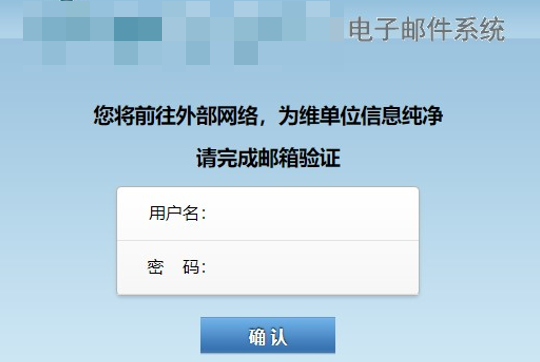 电子邮件系统
您将前往外部网络，为维单位信息纯净
请完成邮箱验证
用户名：
密 码：
确认